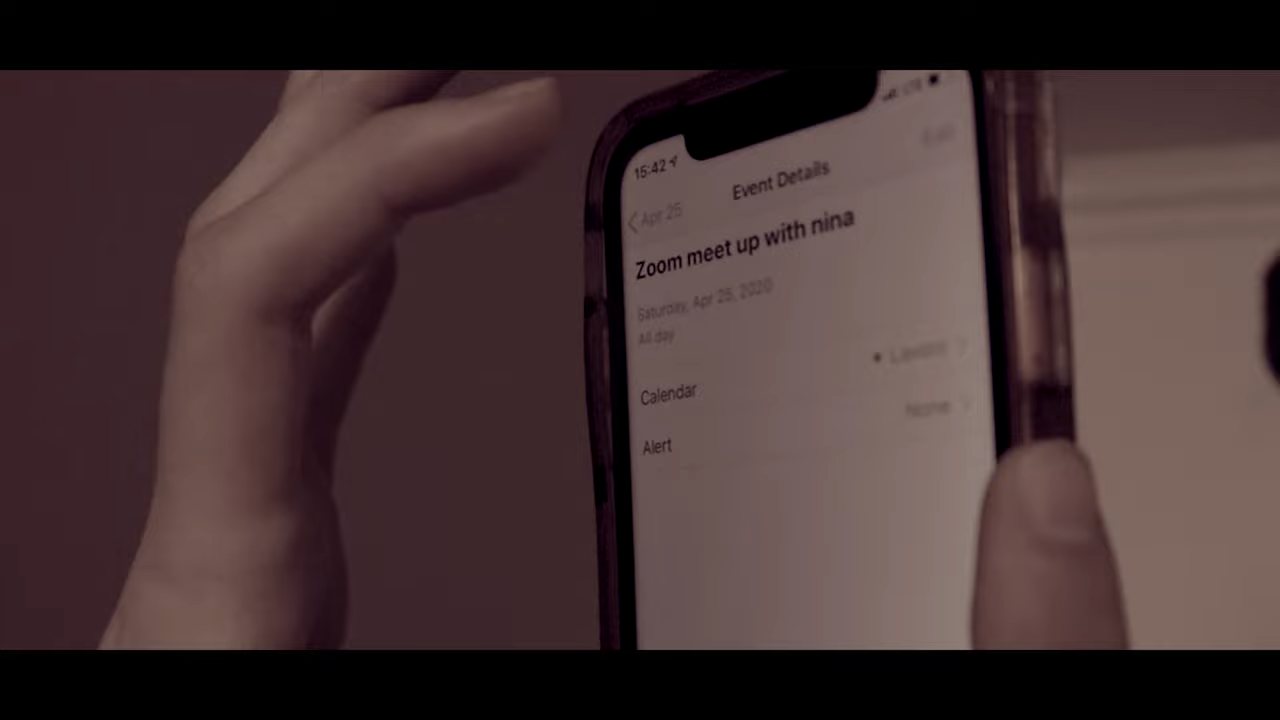 15:42
Event Details
Apr 25
Zoom meet up with nina
Saturday, Apr 25, 2020
All day
Calendar
Alert
None